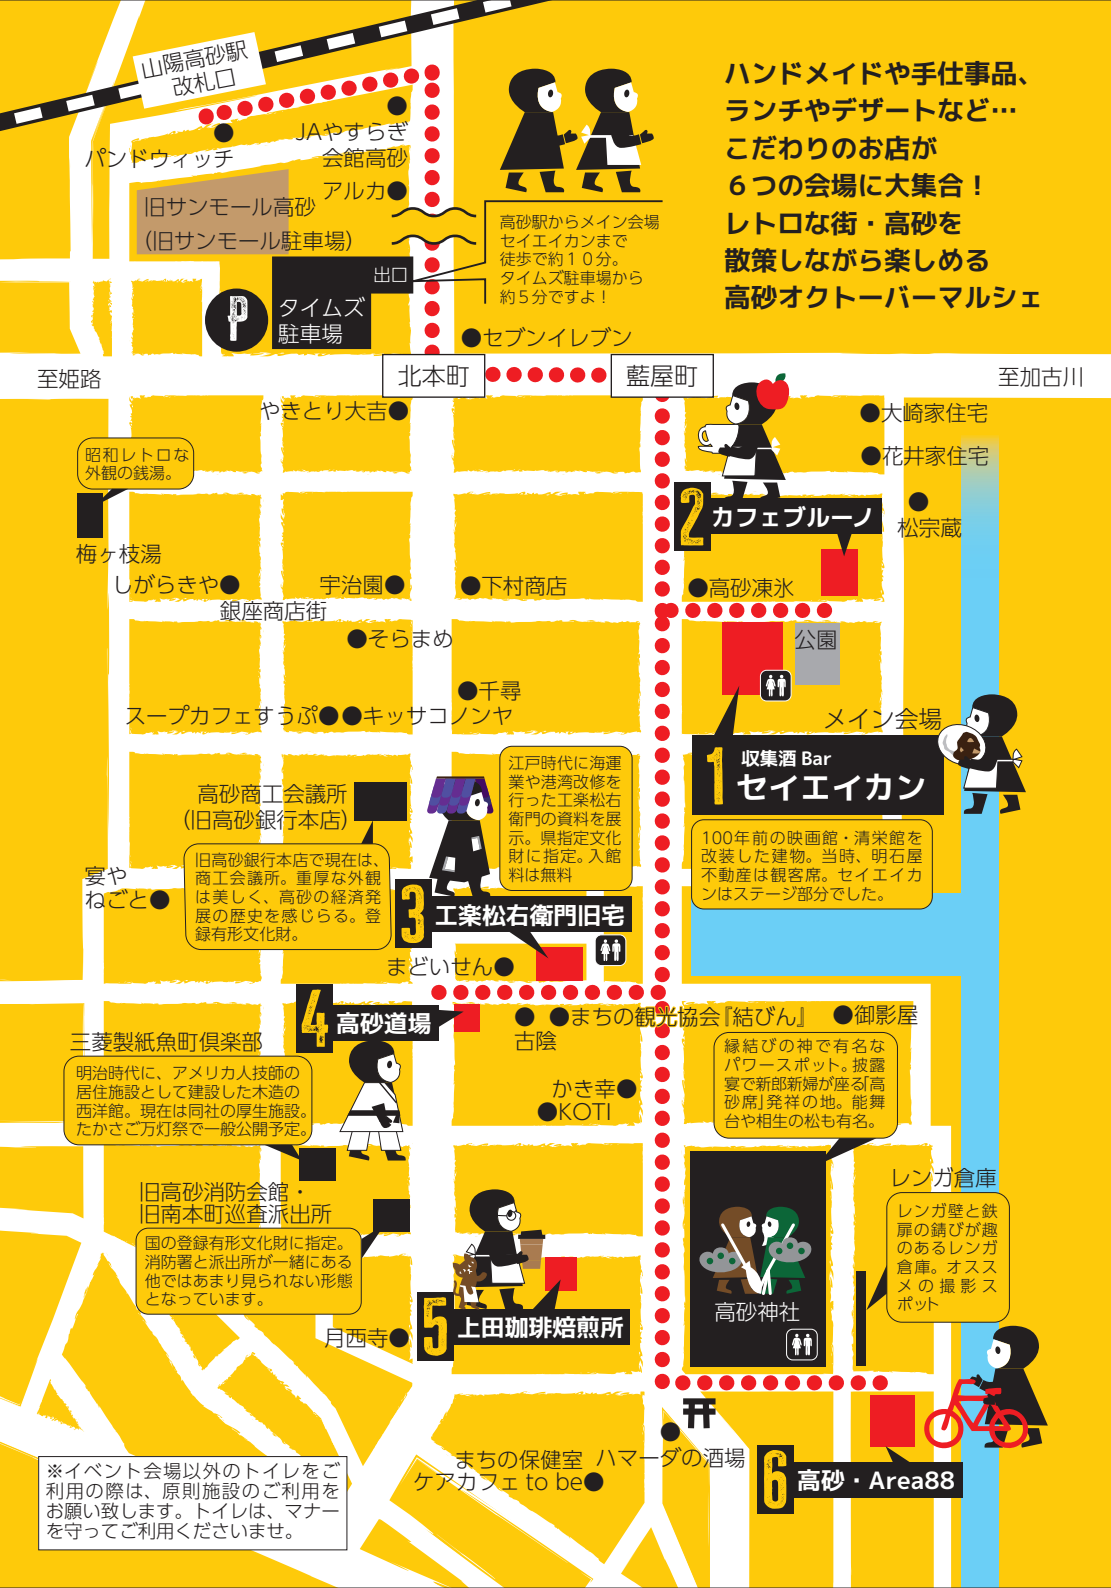 山陽高砂駅
改札口
ハンドメイドや手仕事品、
ランチやデザートなど…
こだわりのお店が
６つの会場に大集合！
レトロな街・高砂を
散策しながら楽しめる
高砂オクトーバーマルシェ
パンドウィッチ
JAやすらぎ
会館高砂
アルカ
旧サンモール高砂
(旧サンモール駐車場)
高砂駅からメイン会場
セイエイカンまで
徒歩で約１０分。
タイムズ駐車場から
約５分ですよ！
出口
P
タイムズ
駐車場
セブンイレブン
至姫路
北本町
藍屋町
至加古川
やきとり大吉
大崎家住宅
花井家住宅
松宗蔵
昭和レトロな
外観の銭湯。
梅ヶ枝湯
2
カフェブルーノ
しがらきや
宇治園
下村商店
高砂凍氷
銀座商店街
そらまめ
公園
千尋
スープカフェすうぷ
キッサコノンヤ
メイン会場
1
収集酒 Bar
セイエイカン
100年前の映画館・清栄館を
改装した建物。当時、明石屋
不動産は観客席。セイエイカ
ンはステージ部分でした。
江戸時代に海運
業や港湾改修を
行った工楽松右
衛門の資料を展
示。県指定文化
財に指定。入館
料は無料
高砂商工会議所
(旧高砂銀行本店)
旧高砂銀行本店で現在は、
商工会議所。重厚な外観
は美しく、高砂の経済発
展の歴史を感じらる。登
録有形文化財。
宴や
ねごと
3
工楽松右衛門旧宅
まどいせん
4
高砂道場
古陰
まちの観光協会『結びん』
御影屋
三菱製紙魚町倶楽部
明治時代に、アメリカ人技師の
居住施設として建設した木造の
西洋館。現在は同社の厚生施設。
たかさご万灯祭で一般公開予定。
縁結びの神で有名な
パワースポット。披露
宴で新郎新婦が座る｢高
砂席｣発祥の地。能舞
台や相生の松も有名。
かき幸
KOTI
旧高砂消防会館・
旧南本町巡査派出所
国の登録有形文化財に指定。
消防署と派出所が一緒にある
他ではあまり見られない形態
となっています。
レンガ倉庫
レンガ壁と鉄
扉の錆びが趣
のあるレンガ
倉庫。オスス
メの撮影ス
ポット
高砂神社
月西寺
5
上田珈琲焙煎所
まちの保健室
ケアカフェ to be
ハマーダの酒場
6
高砂・Area88
※イベント会場以外のトイレをご
利用の際は、原則施設のご利用を
お願い致します。トイレは、マナー
を守ってご利用くださいませ。